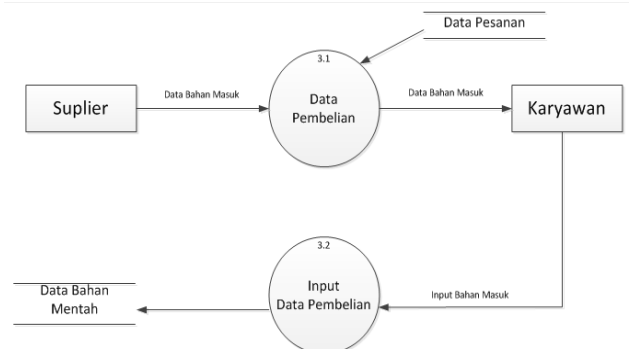 Data Pesanan
3.1
Data Bahan Masuk
Data Bahan Masuk
Suplier
Data
Pembelian
Karyawan
3.2
Data Bahan
Mentah
Input
Data Pembelian
Input Bahan Masuk